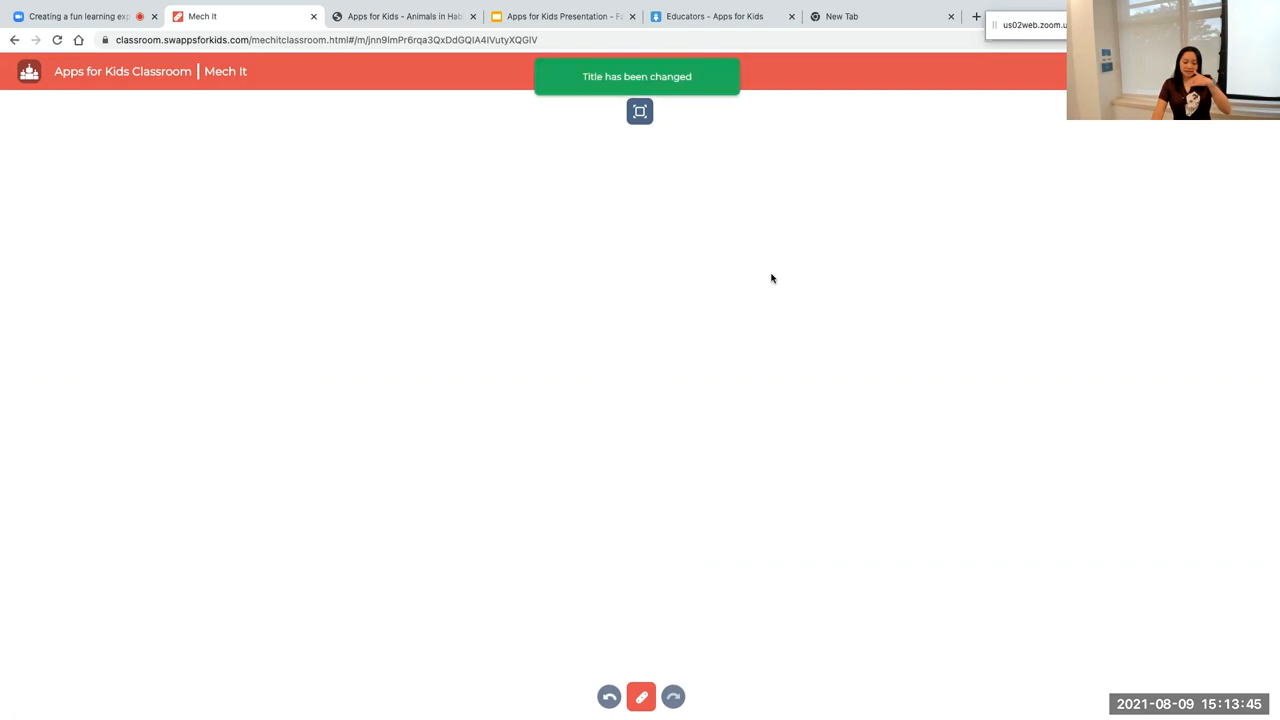 Creating a fun learning exp
Mech It
Apps for Kids - Animals in Hab
Apps for Kids Presentation - Fa
Educators - Apps for Kids
New Tab
us02web.zoom.u
classroom.swappsforkids.com/mechitclassroom.html#/m/jnn9lmPr6rqa3QxDdGQIA4IVutyXQGIV
Apps for Kids Classroom | Mech It
Title has been changed
2021-08-09 15:13:45